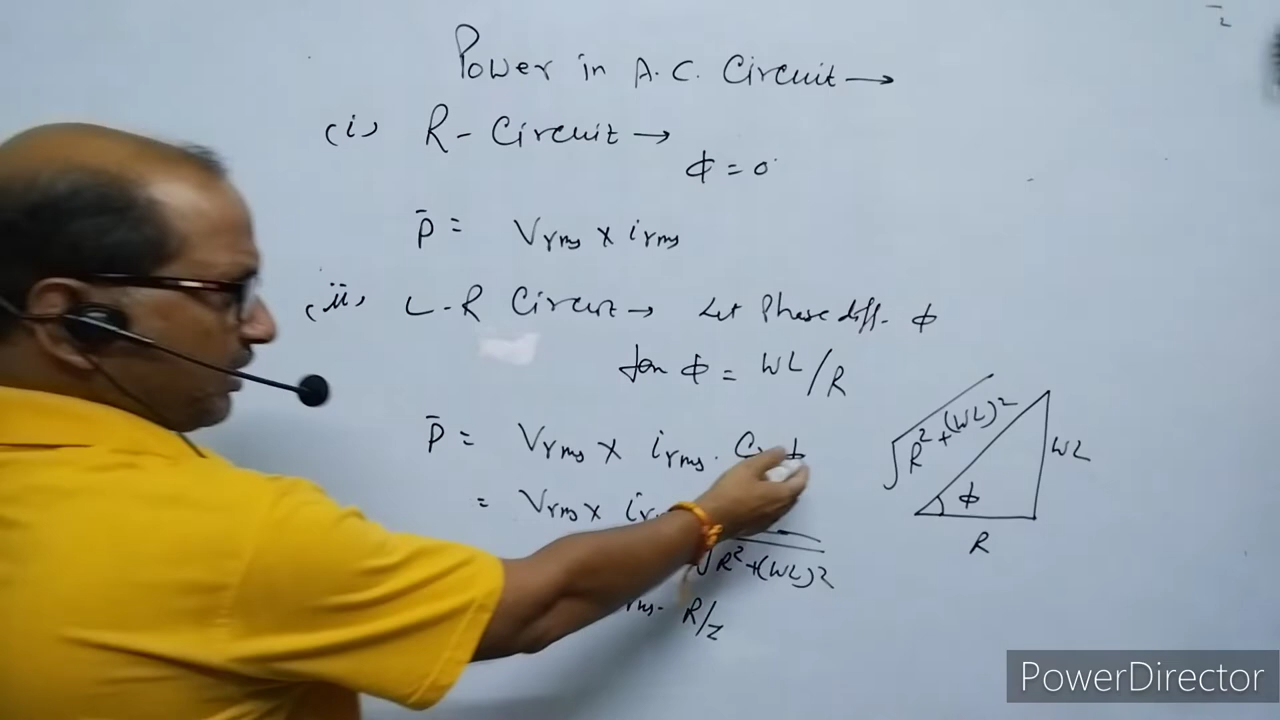 Power in A.C. Circuit →
(i) R - Circuit →
ϕ = 0
P̄ = Vrms × irms
(ii) L-R Circuit → Let Phase diff. ϕ
tan ϕ = WL/R
P̄ = Vrms × irms.
= Vrms ×
√R²+(WL)²
R/Z
√R²+(WL)²
WL
ϕ
R
PowerDirector